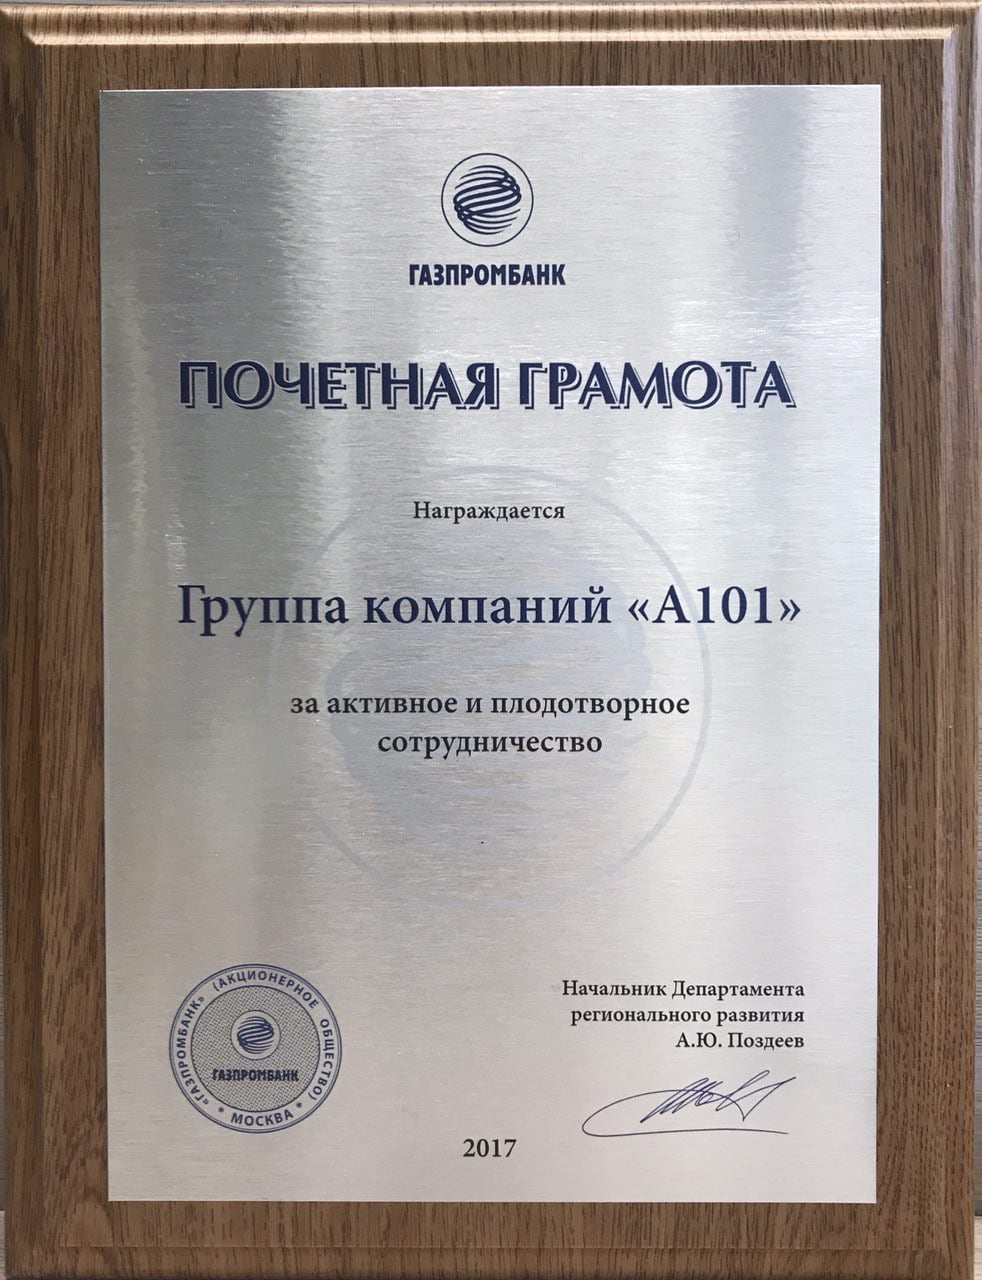 ГАЗПРОМБАНК
ПОЧЕТНАЯ ГРАМОТА
Награждается
Группа компаний «А101»
за активное и плодотворное
сотрудничество
Начальник Департамента
регионального развития
А.Ю. Поздеев
«ГАЗПРОМБАНК» (АКЦИОНЕРНОЕ ОБЩЕСТВО)
ГАЗПРОМБАНК
* МОСКВА *
2017